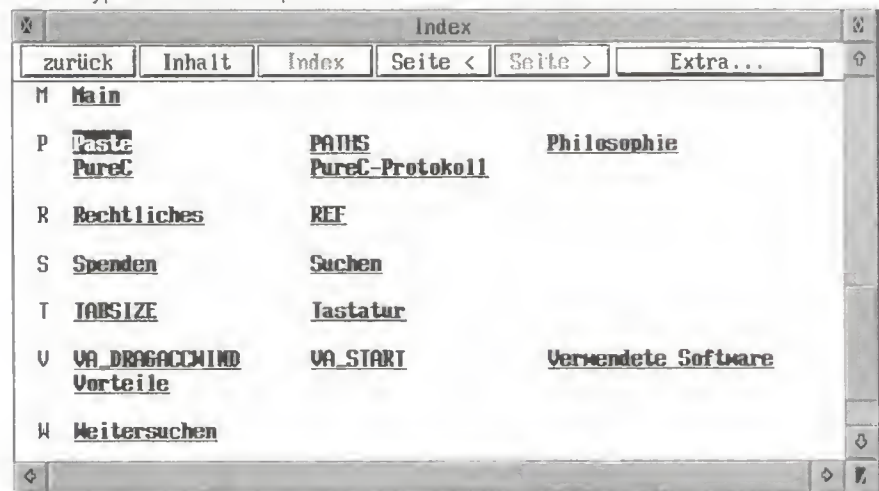 Index
zurück Inhalt Index Seite < Seite > Extra...
M Main
P Paste PATHS Philosophie
PureC PureC-Protokoll
R Rechtliches REF
S Spenden Suchen
T TABSIZE Tastatur
V VA_DRAGACCWIND VA_START Verwendete Software
Vorteile
W Weitersuchen